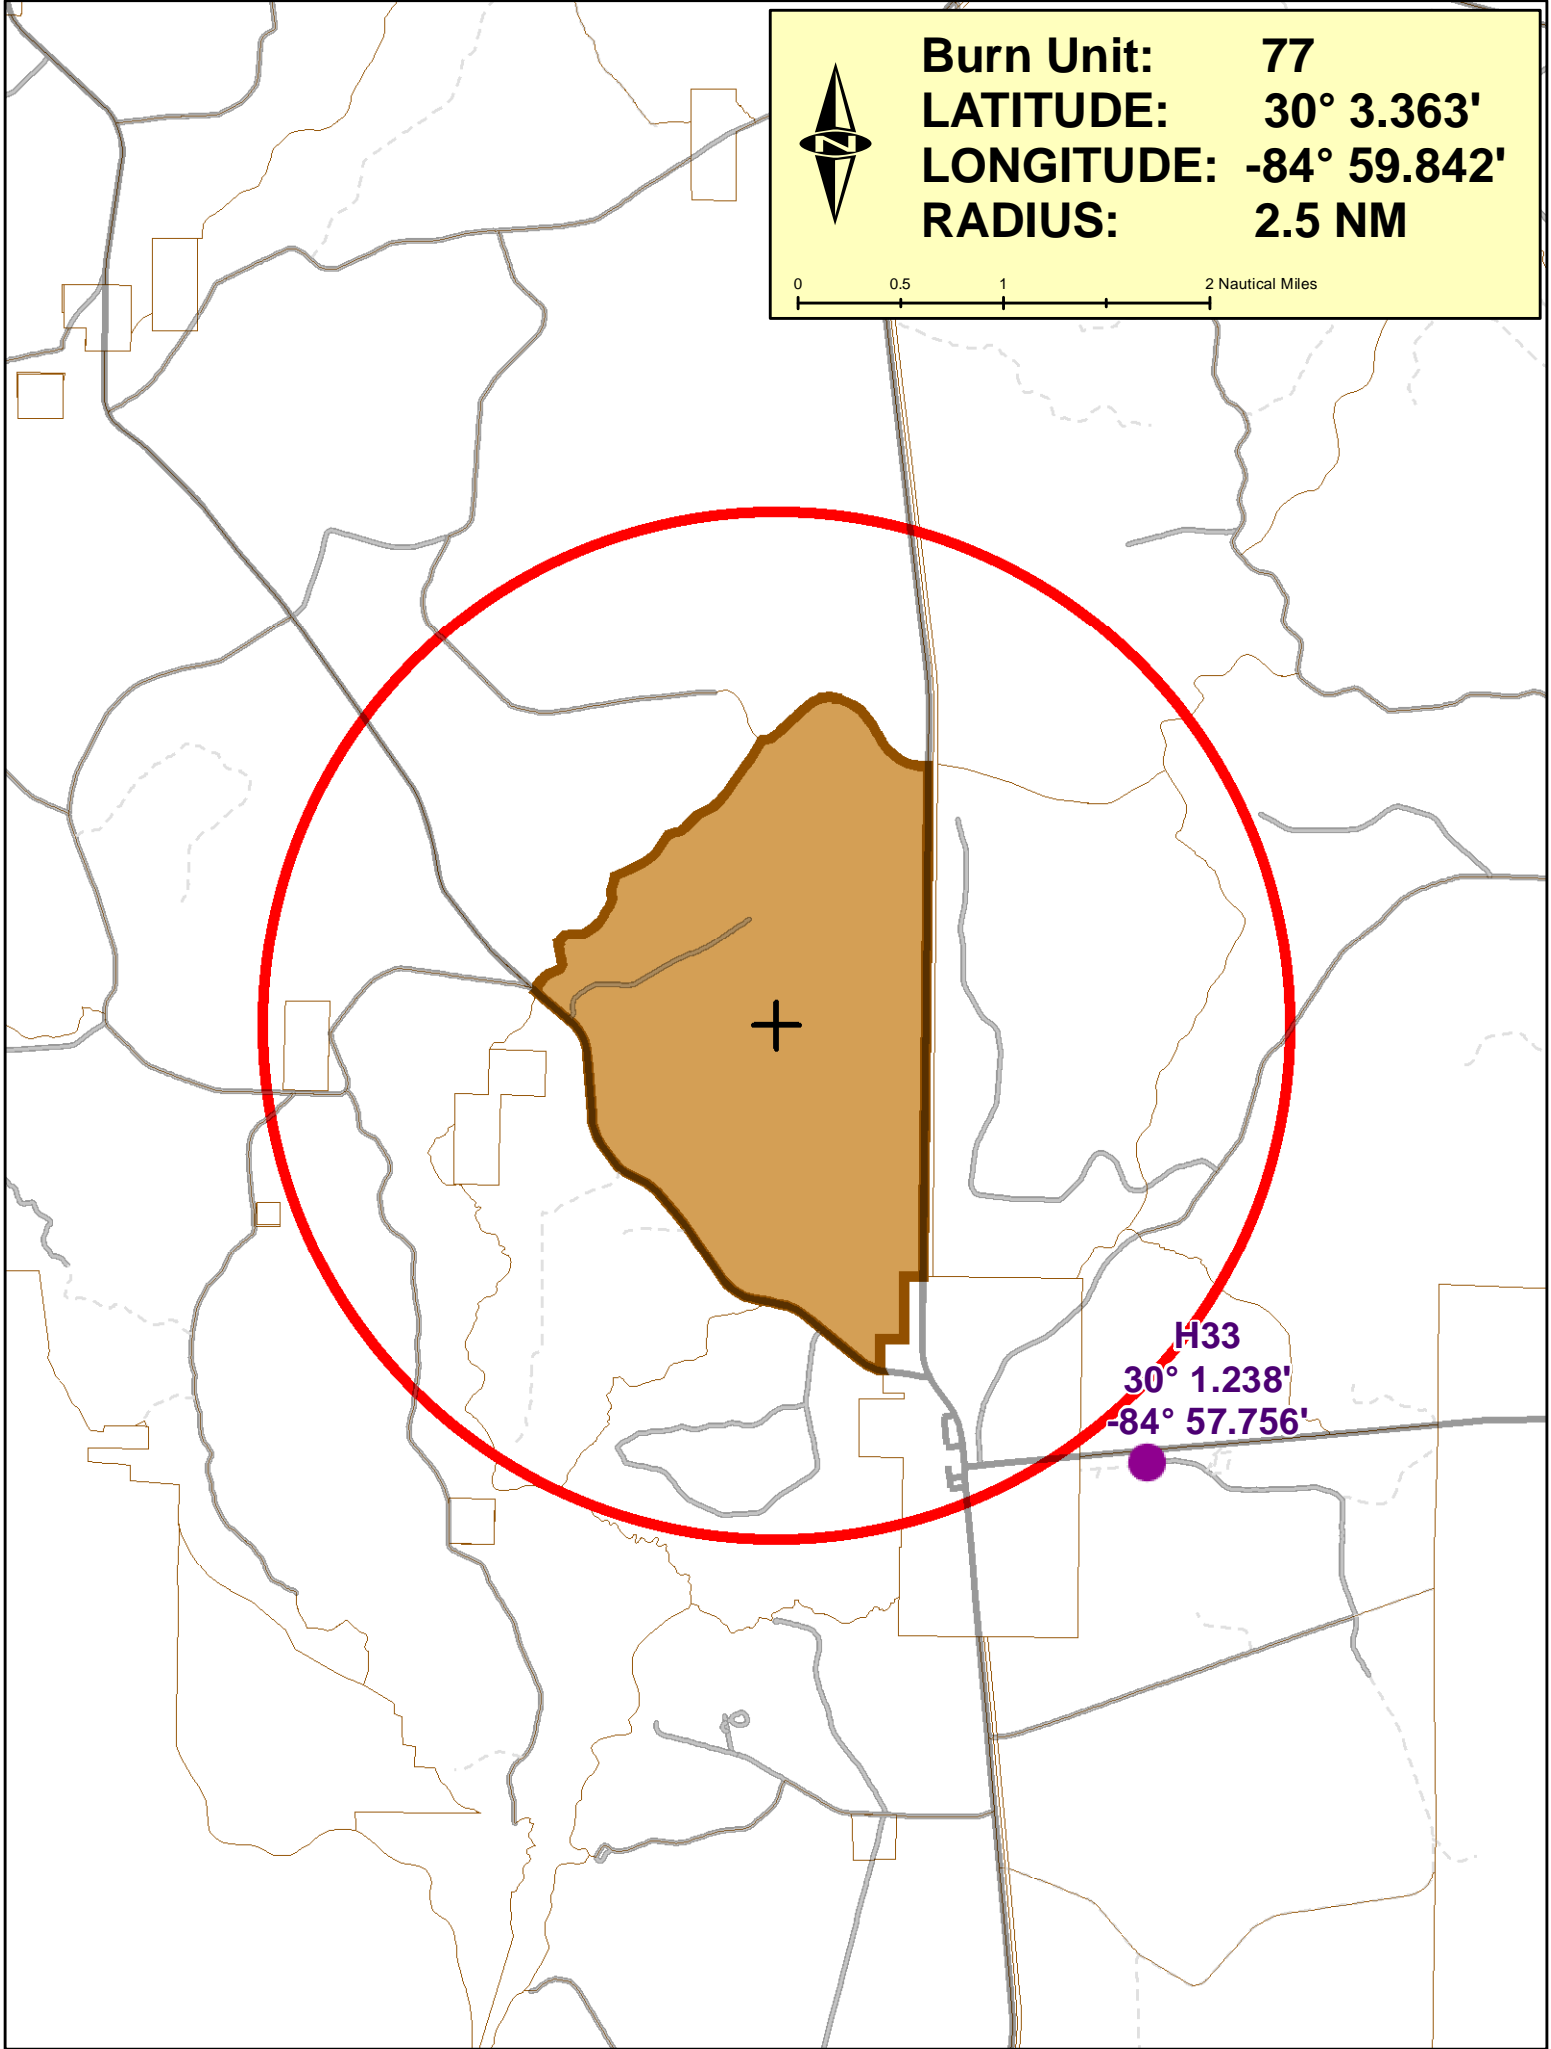 Burn Unit: 77
LATITUDE: 30° 3.363'
LONGITUDE: -84° 59.842'
RADIUS: 2.5 NM
N
0 0.5 1 2 Nautical Miles
H33
30° 1.238'
-84° 57.756'